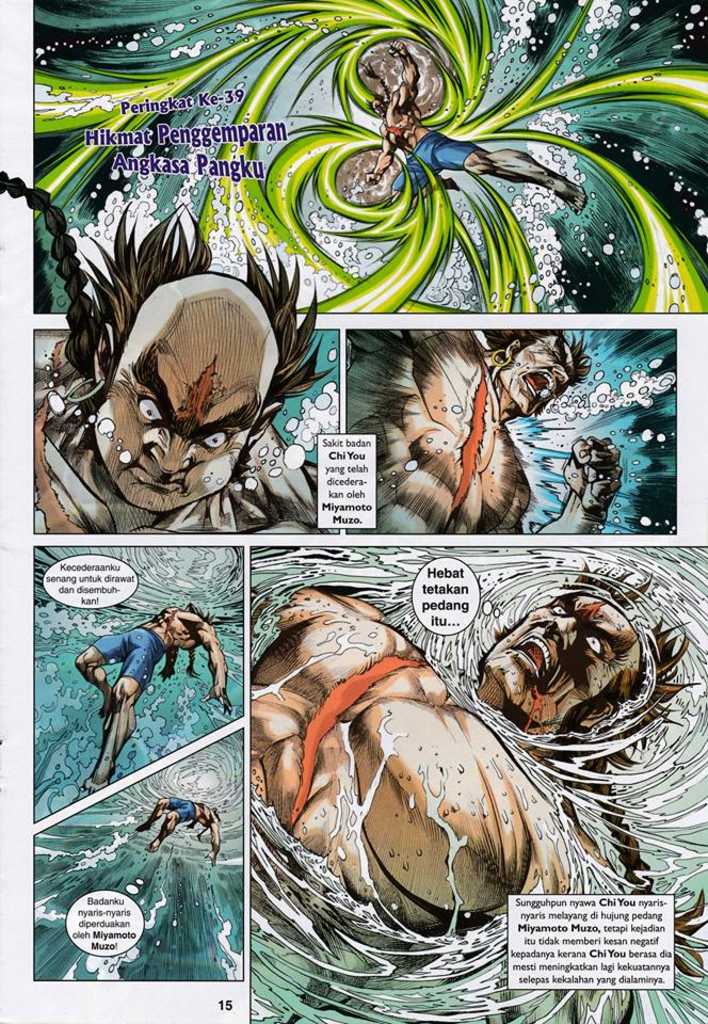 Peringkat Ke-39
Hikmat Penggemparan
Angkasa Pangku
Sakit badan
Chi You
yang telah
dicedera-
kan oleh
Miyamoto
Muzo.
Kecederaanku
senang untuk dirawat
dan disembuh-
kan!
Hebat
tetakan
pedang
itu...
Badanku
nyaris-nyaris
diperduakan
oleh Miyamoto
Muzo!
Sungguhpun nyawa Chi You nyaris-
nyaris melayang di hujung pedang
Miyamoto Muzo, tetapi kejadian
itu tidak memberi kesan negatif
kepadanya kerana Chi You berasa dia
mesti meningkatkan lagi kekuatannya
selepas kekalahan yang dialaminya.
15